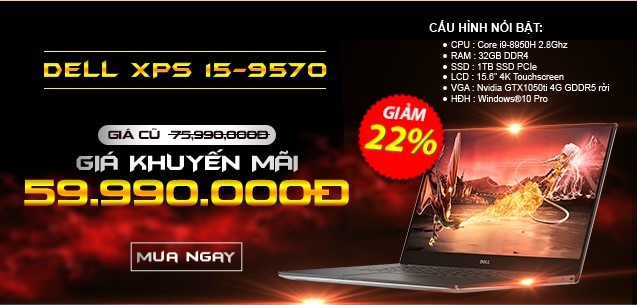 DELL XPS 15-9570
GIÁ CŨ 75,990,000Đ
GIÁ KHUYẾN MÃI
59.990.000Đ
MUA NGAY
GIẢM
22%
CẤU HÌNH NỔI BẬT:
• CPU : Core i9-8950H 2.8Ghz
• RAM : 32GB DDR4
• SSD : 1TB SSD PCIe
• LCD : 15.6" 4K Touchscreen
• VGA : Nvidia GTX1050ti 4G GDDR5 rời
• HĐH : Windows®10 Pro
DELL